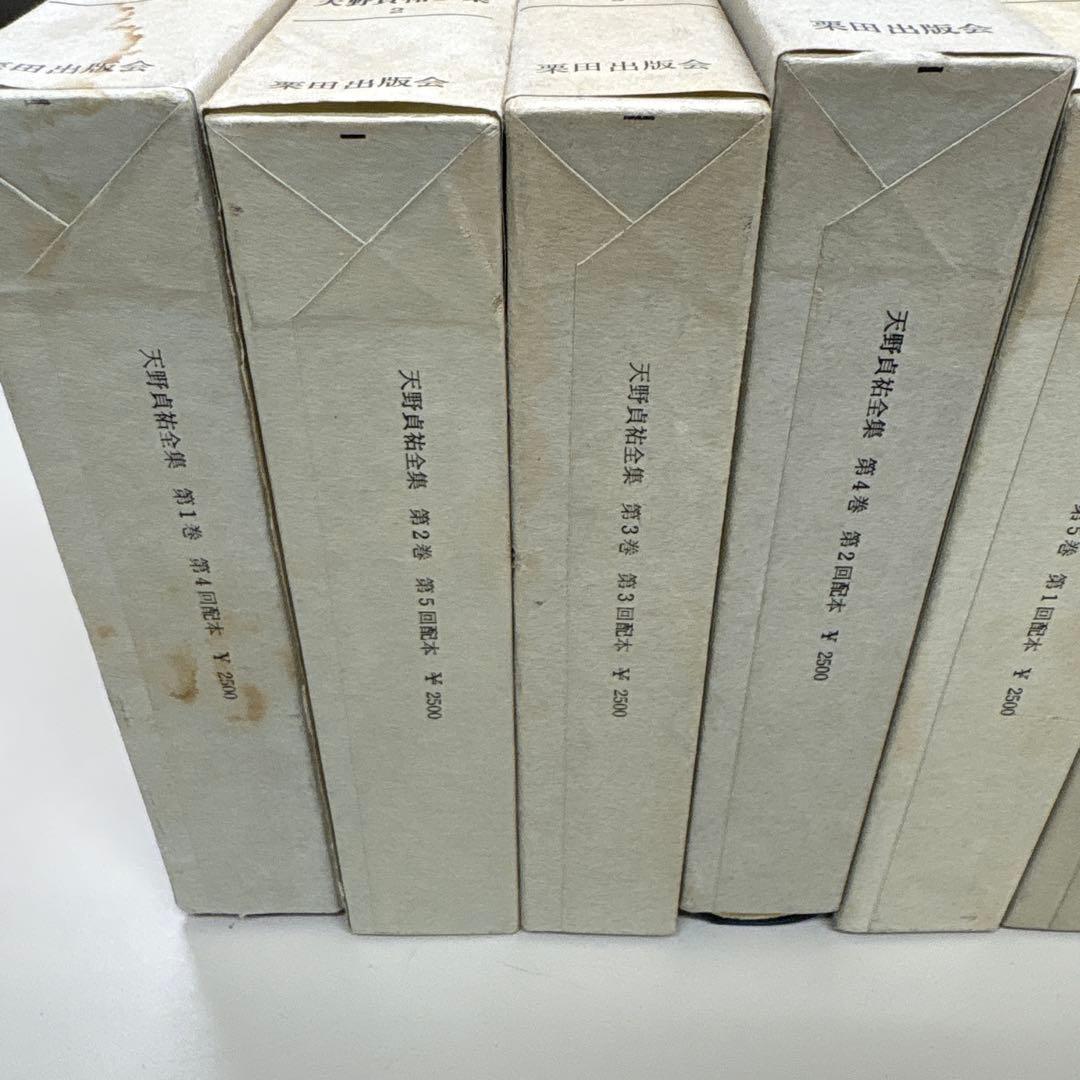 栗田出版会
2
栗田出版会
栗田出版会
栗田出版会
天野貞祐全集 第1巻 第4回配本 ¥ 2500
天野貞祐全集 第2巻 第5回配本 ¥ 2500
天野貞祐全集 第3巻 第3回配本 ¥ 2500
天野貞祐全集 第4巻 第2回配本 ¥ 2500
第5巻 第1回配本 ¥ 2500